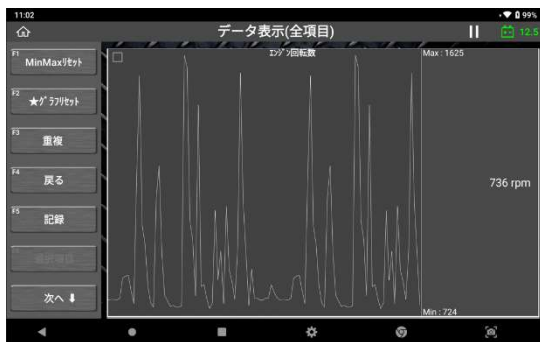 11:02
99%
データ表示(全項目)
12.5
F1
MinMaxﾘｾｯﾄ
F2
★ｸﾞﾗﾌﾘｾｯﾄ
F3
重複
F4
戻る
F5
記録
次へ ⬇
ｴﾝｼﾞﾝ回転数
Max : 1625
736 rpm
Min : 724